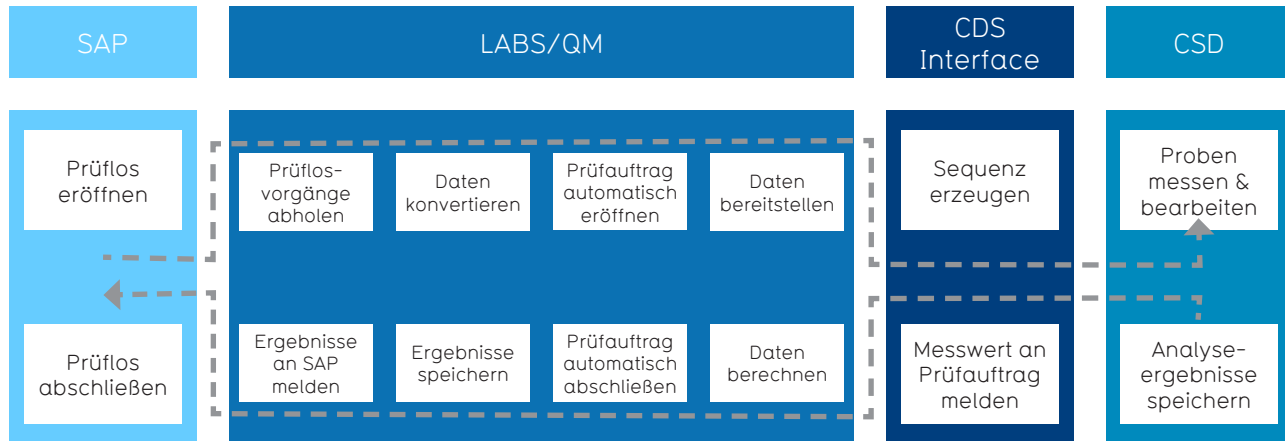 SAP
LABS/QM
CDS
Interface
CSD
Prüflos
eröffnen
Prüflos-
vorgänge
abholen
Daten
konvertieren
Prüfauftrag
automatisch
eröffnen
Daten
bereitstellen
Sequenz
erzeugen
Proben
messen &
bearbeiten
Prüflos
abschließen
Ergebnisse
an SAP
melden
Ergebnisse
speichern
Prüfauftrag
automatisch
abschließen
Daten
berechnen
Messwert an
Prüfauftrag
melden
Analyse-
ergebnisse
speichern